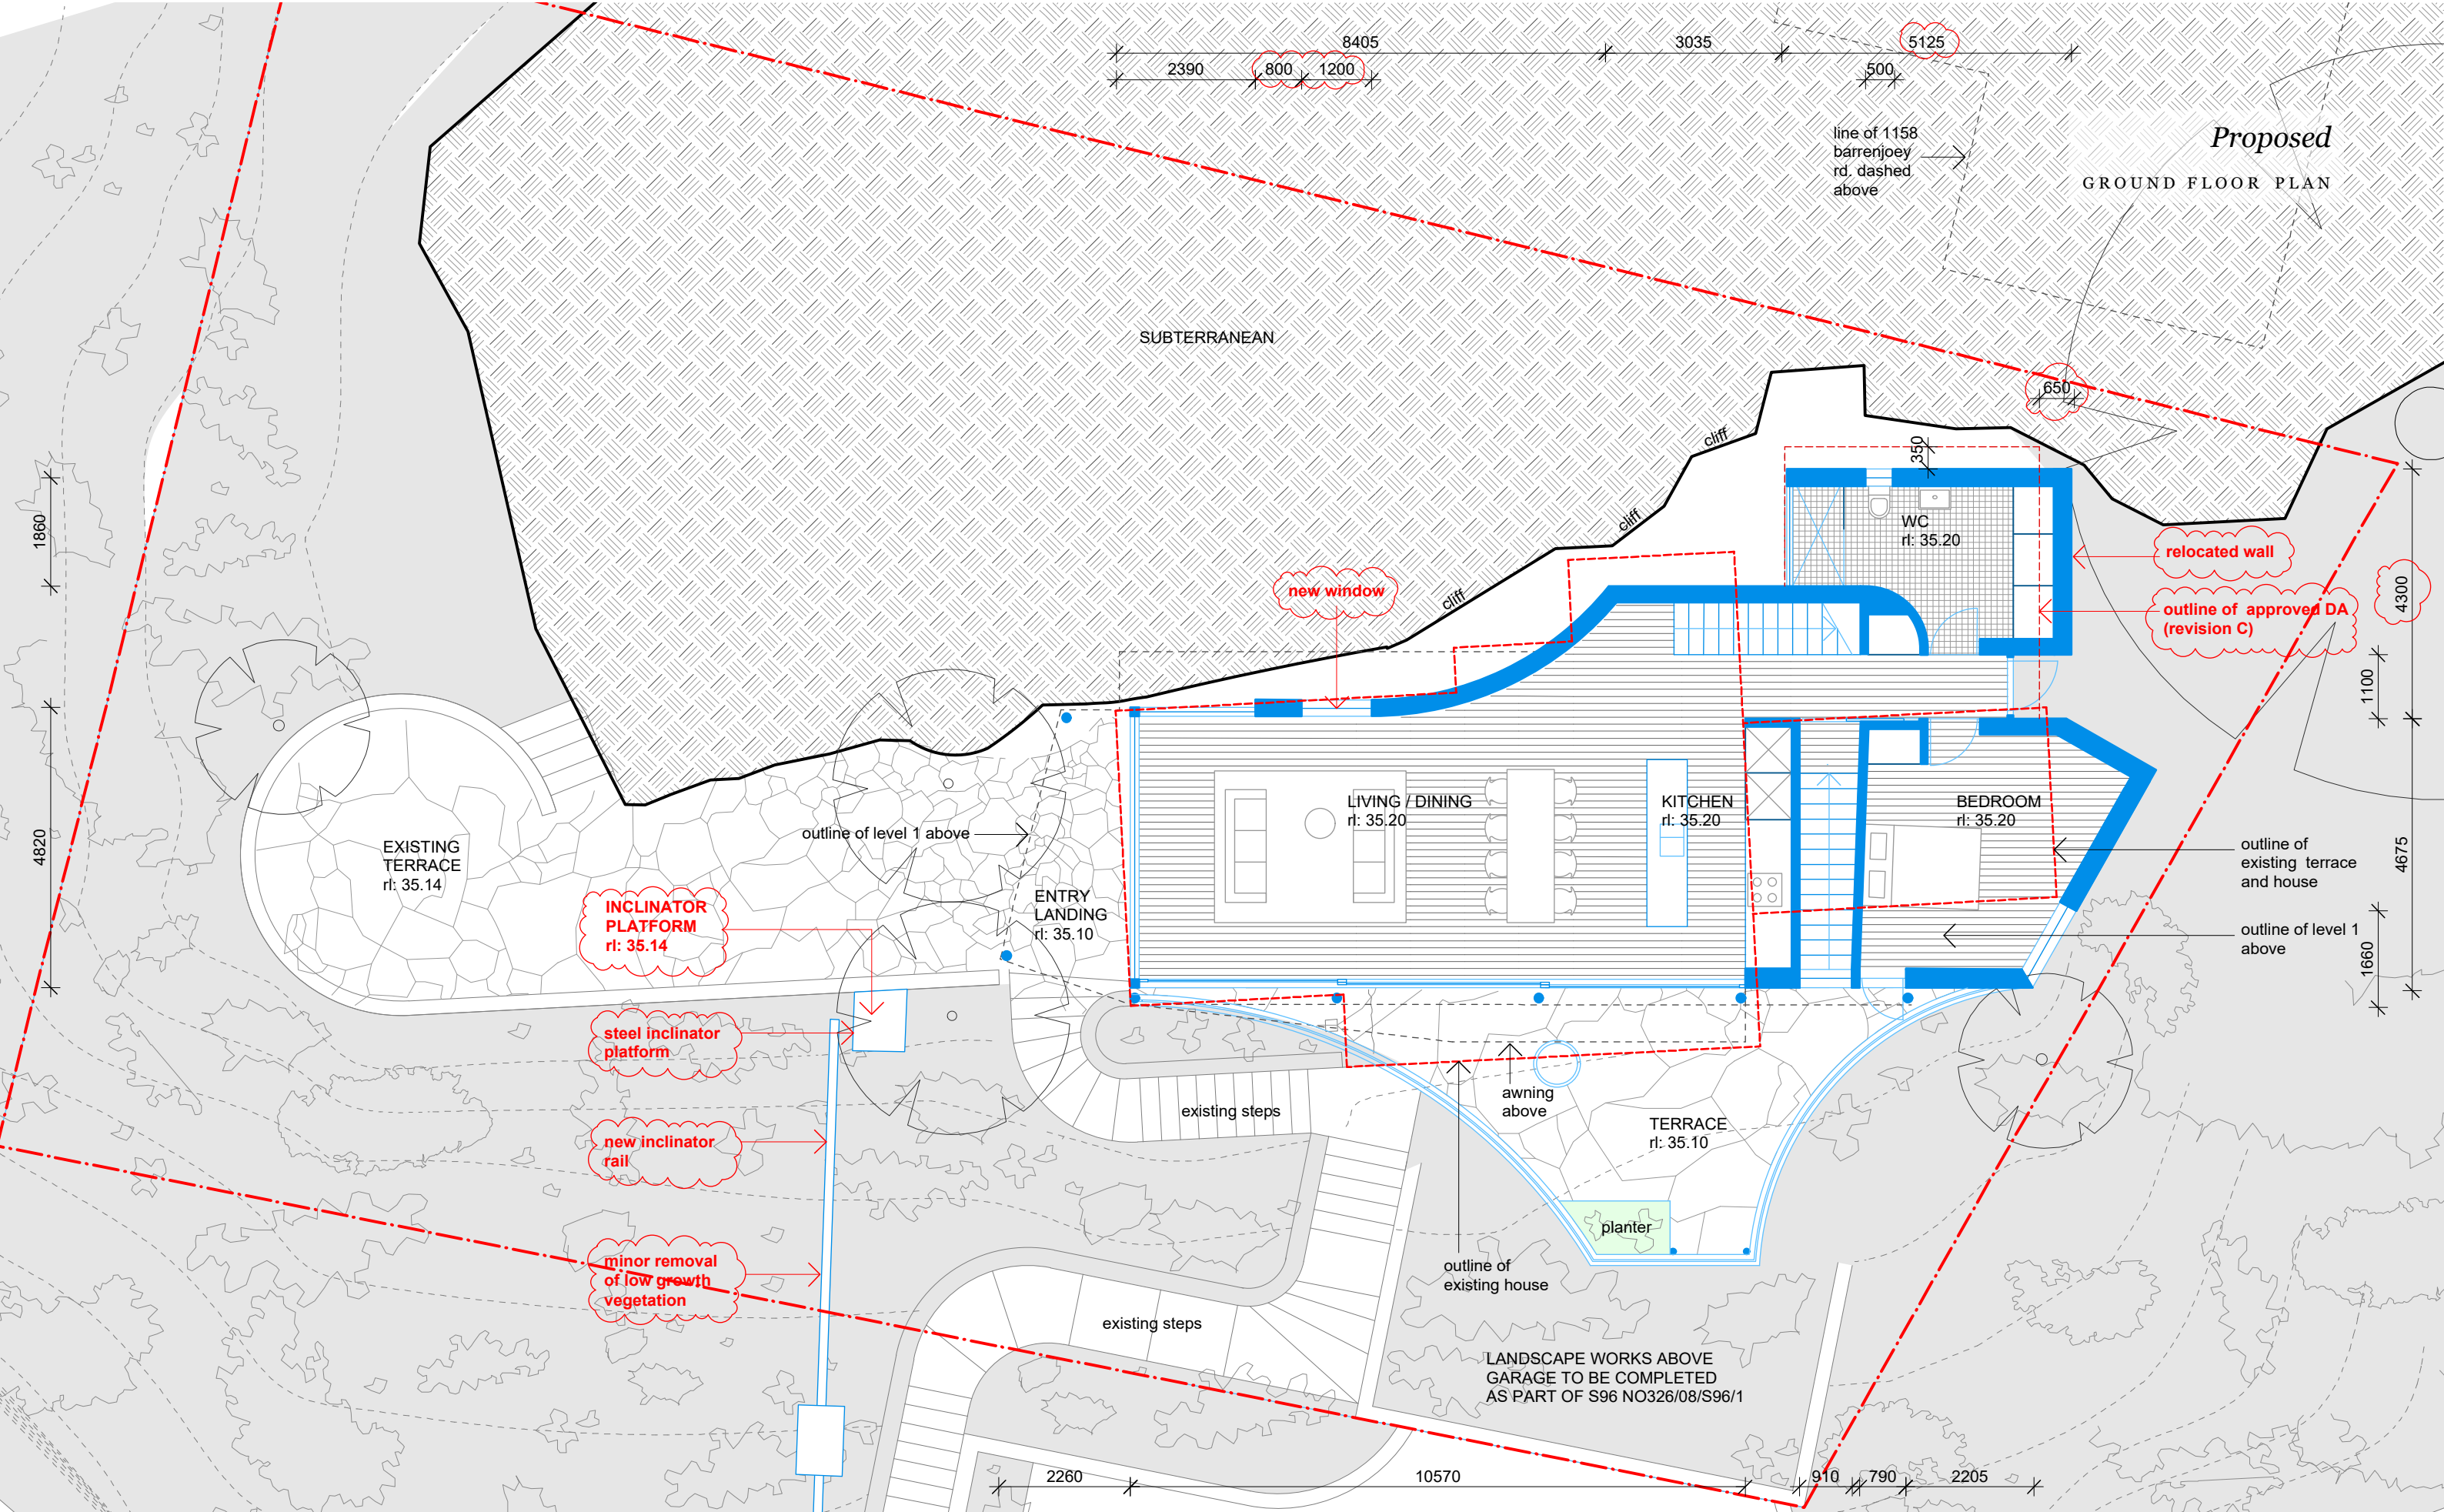 8405
3035
5125
2390
800
1200
500
line of 1158
barrenjoey
rd. dashed
above
Proposed
GROUND FLOOR PLAN
SUBTERRANEAN
650
cliff
350
1860
cliff
WC
rl: 35.20
relocated wall
new window
cliff
outline of approved DA
(revision C)
4300
1100
LIVING / DINING
rl: 35.20
KITCHEN
rl: 35.20
BEDROOM
rl: 35.20
outline of level 1 above
4820
EXISTING
TERRACE
rl: 35.14
outline of
existing terrace
and house
4675
INCLINATOR
PLATFORM
rl: 35.14
ENTRY
LANDING
rl: 35.10
outline of level 1
above
1660
steel inclinator
platform
awning
above
existing steps
TERRACE
rl: 35.10
new inclinator
rail
planter
minor removal
of low growth
vegetation
outline of
existing house
existing steps
LANDSCAPE WORKS ABOVE
GARAGE TO BE COMPLETED
AS PART OF S96 NO326/08/S96/1
2260
10570
910
790
2205